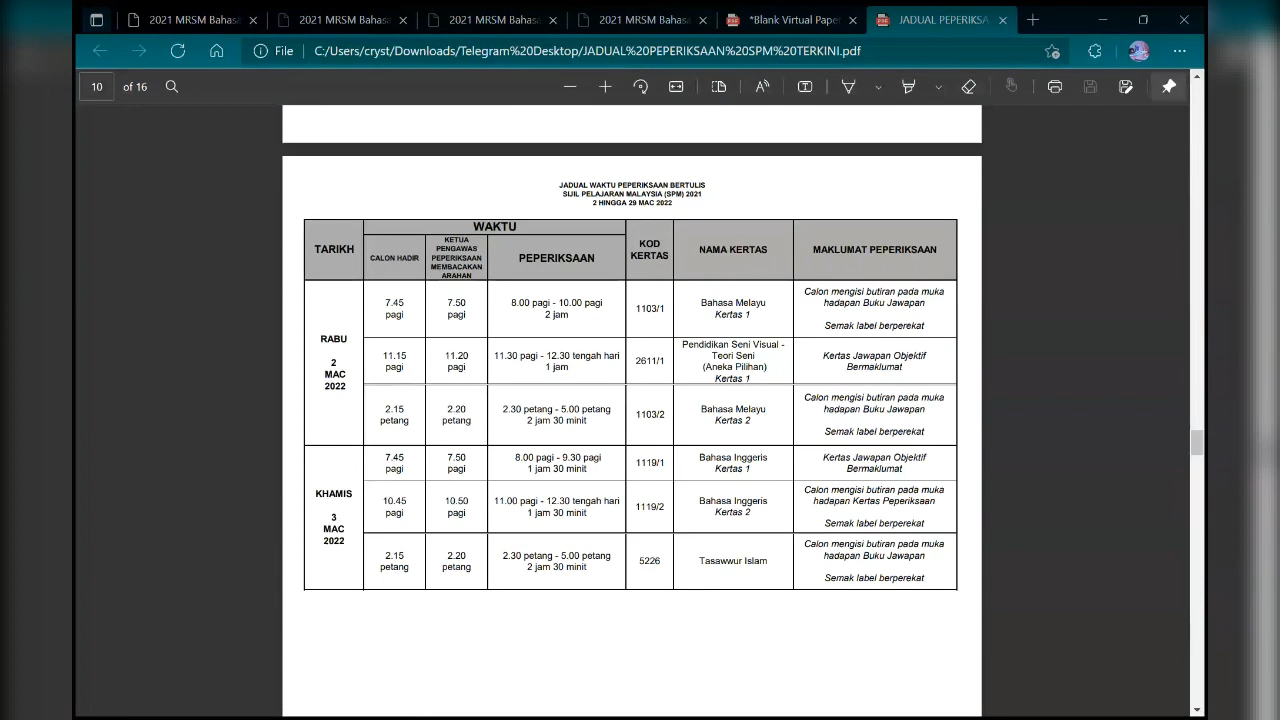 2021 MRSM Bahasa
2021 MRSM Bahasa
2021 MRSM Bahasa
2021 MRSM Bahasa
*Blank Virtual Paper
JADUAL PEPERIKSA
File
C:/Users/cryst/Downloads/Telegram%20Desktop/JADUAL%20PEPERIKSAAN%20SPM%20TERKINI.pdf
10 of 16
JADUAL WAKTU PEPERIKSAAN BERTULIS
SIJIL PELAJARAN MALAYSIA (SPM) 2021
2 HINGGA 29 MAC 2022
TARIKH
WAKTU
CALON HADIR
KETUA
PENGAWAS
PEPERIKSAAN
MEMBACAKAN
ARAHAN
PEPERIKSAAN
KOD
KERTAS
NAMA KERTAS
MAKLUMAT PEPERIKSAAN
RABU
2
MAC
2022
7.45
pagi
7.50
pagi
8.00 pagi - 10.00 pagi
2 jam
1103/1
Bahasa Melayu
Kertas 1
Calon mengisi butiran pada muka
hadapan Buku Jawapan
Semak label berperekat
11.15
pagi
11.20
pagi
11.30 pagi - 12.30 tengah hari
1 jam
2611/1
Pendidikan Seni Visual -
Teori Seni
(Aneka Pilihan)
Kertas 1
Kertas Jawapan Objektif
Bermaklumat
2.15
petang
2.20
petang
2.30 petang - 5.00 petang
2 jam 30 minit
1103/2
Bahasa Melayu
Kertas 2
Calon mengisi butiran pada muka
hadapan Buku Jawapan
Semak label berperekat
KHAMIS
3
MAC
2022
7.45
pagi
7.50
pagi
8.00 pagi - 9.30 pagi
1 jam 30 minit
1119/1
Bahasa Inggeris
Kertas 1
Kertas Jawapan Objektif
Bermaklumat
10.45
pagi
10.50
pagi
11.00 pagi - 12.30 tengah hari
1 jam 30 minit
1119/2
Bahasa Inggeris
Kertas 2
Calon mengisi butiran pada muka
hadapan Kertas Peperiksaan
Semak label berperekat
2.15
petang
2.20
petang
2.30 petang - 5.00 petang
2 jam 30 minit
5226
Tasawwur Islam
Calon mengisi butiran pada muka
hadapan Buku Jawapan
Semak label berperekat